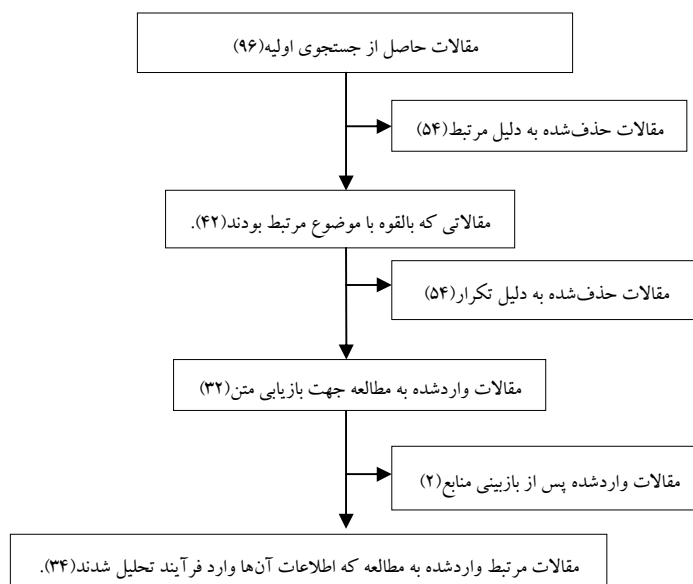 مقالات حاصل از جستجوی اولیه(۹۶)
مقالات حذف‌شده به دلیل مرتبط(۵۴)
مقالاتی که بالقوه با موضوع مرتبط بودند(۴۲).
مقالات حذف‌شده به دلیل تکرار(۵۴)
مقالات واردشده به مطالعه جهت بازیابی متن(۳۲)
مقالات واردشده پس از بازبینی منابع(۲)
مقالات مرتبط واردشده به مطالعه که اطلاعات آن‌ها وارد فرآیند تحلیل شدند(۳۴).